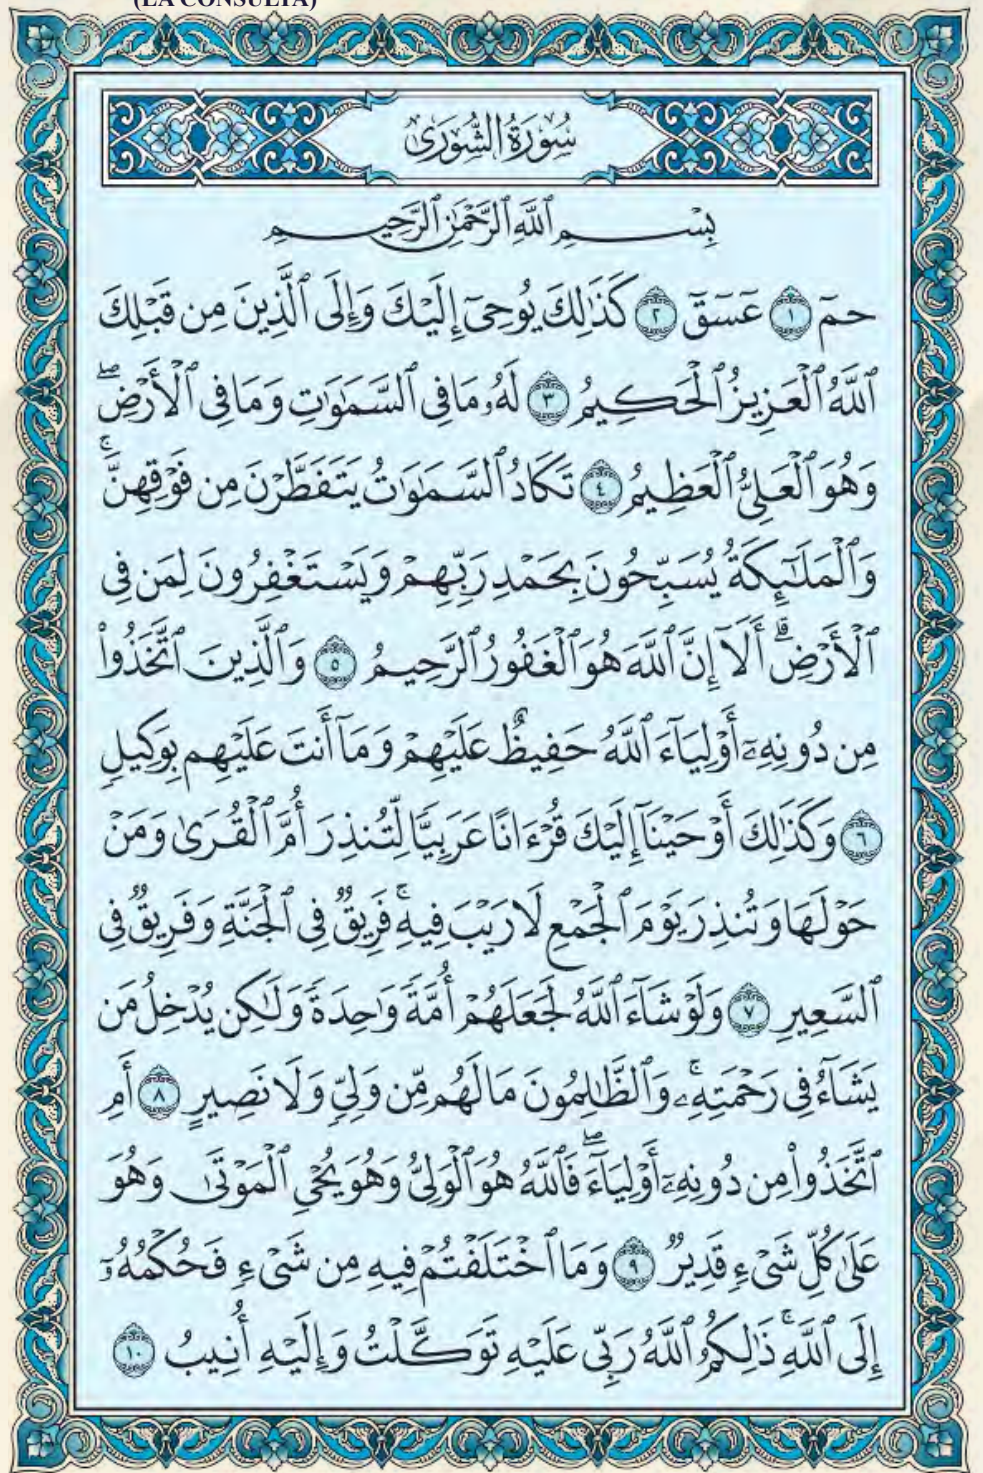 (LA CONSULTA)
سُورَةُ الشُّورَىٰ
بِسْمِ ٱللَّهِ ٱلرَّحْمَٰنِ ٱلرَّحِيمِ
حمٓ ١ عٓسٓقٓ ٢ كَذَٰلِكَ يُوحِىٓ إِلَيْكَ وَإِلَى ٱلَّذِينَ مِن قَبْلِكَ
ٱللَّهُ ٱلْعَزِيزُ ٱلْحَكِيمُ ٣ لَهُۥ مَا فِى ٱلسَّمَٰوَٰتِ وَمَا فِى ٱلْأَرْضِ ۖ
وَهُوَ ٱلْعَلِىُّ ٱلْعَظِيمُ ٤ تَكَادُ ٱلسَّمَٰوَٰتُ يَتَفَطَّرْنَ مِن فَوْقِهِنَّ ۚ
وَٱلْمَلَٰٓئِكَةُ يُسَبِّحُونَ بِحَمْدِ رَبِّهِمْ وَيَسْتَغْفِرُونَ لِمَن فِى
ٱلْأَرْضِ ۗ أَلَآ إِنَّ ٱللَّهَ هُوَ ٱلْغَفُورُ ٱلرَّحِيمُ ٥ وَٱلَّذِينَ ٱتَّخَذُوا۟
مِن دُونِهِۦٓ أَوْلِيَآءَ ٱللَّهُ حَفِيظٌ عَلَيْهِمْ وَمَآ أَنتَ عَلَيْهِم بِوَكِيلٍ
٦ وَكَذَٰلِكَ أَوْحَيْنَآ إِلَيْكَ قُرْءَانًا عَرَبِيًّا لِّتُنذِرَ أُمَّ ٱلْقُرَىٰ وَمَنْ
حَوْلَهَا وَتُنذِرَ يَوْمَ ٱلْجَمْعِ لَا رَيْبَ فِيهِ ۚ فَرِيقٌ فِى ٱلْجَنَّةِ وَفَرِيقٌ فِى
ٱلسَّعِيرِ ٧ وَلَوْ شَآءَ ٱللَّهُ لَجَعَلَهُمْ أُمَّةً وَٰحِدَةً وَلَٰكِن يُدْخِلُ مَن
يَشَآءُ فِى رَحْمَتِهِۦ ۚ وَٱلظَّٰلِمُونَ مَا لَهُم مِّن وَلِىٍّ وَلَا نَصِيرٍ ٨ أَمِ
ٱتَّخَذُوا۟ مِن دُونِهِۦٓ أَوْلِيَآءَ ۖ فَٱللَّهُ هُوَ ٱلْوَلِىُّ وَهُوَ يُحْىِ ٱلْمَوْتَىٰ وَهُوَ
عَلَىٰ كُلِّ شَىْءٍ قَدِيرٌ ٩ وَمَا ٱخْتَلَفْتُمْ فِيهِ مِن شَىْءٍ فَحُكْمُهُۥٓ
إِلَى ٱللَّهِ ۚ ذَٰلِكُمُ ٱللَّهُ رَبِّى عَلَيْهِ تَوَكَّلْتُ وَإِلَيْهِ أُنِيبُ ١٠